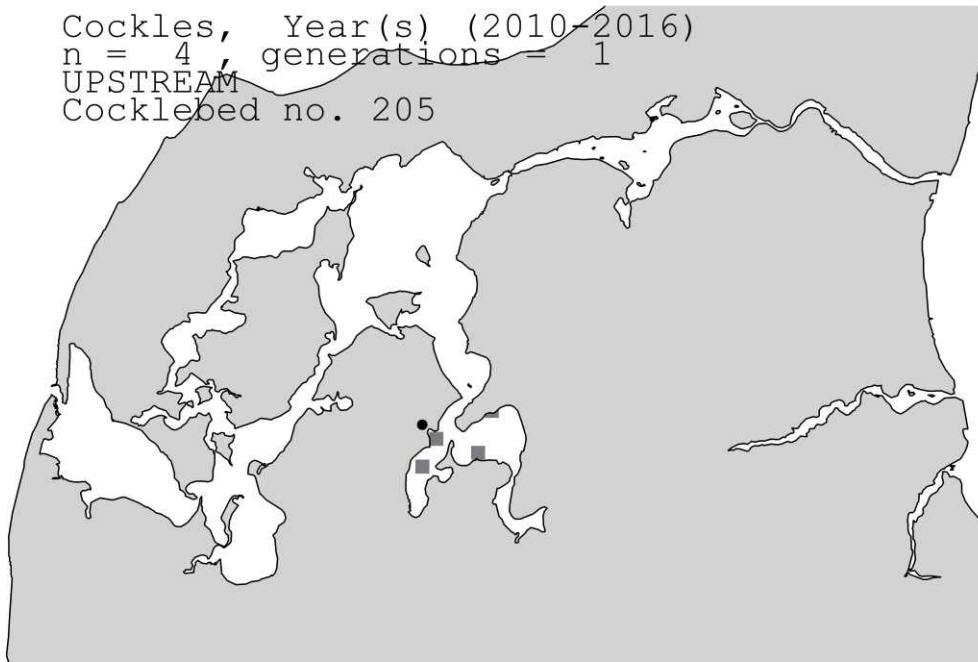 Cockles, Year(s) (2010-2016)
n = 4 , generations = 1
UPSTREAM
Cocklebed no. 205